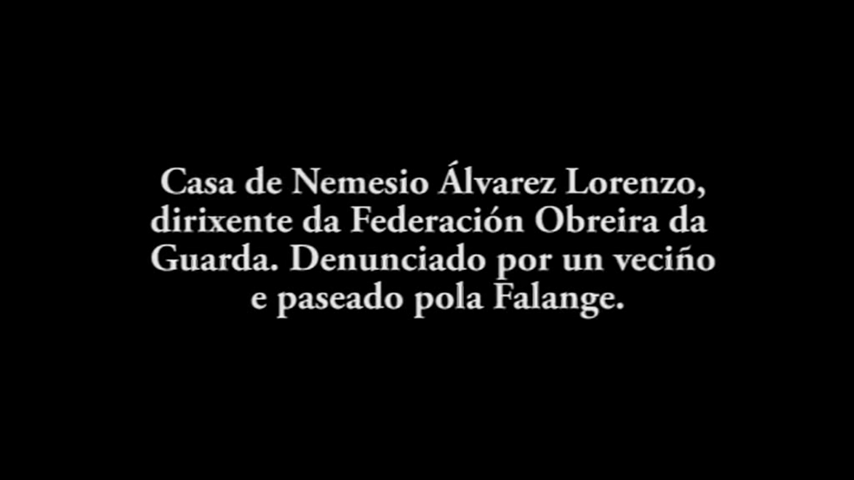 Casa de Nemesio Álvarez Lorenzo,
dirixente da Federación Obreira da
Guarda. Denunciado por un veciño
e paseado pola Falange.